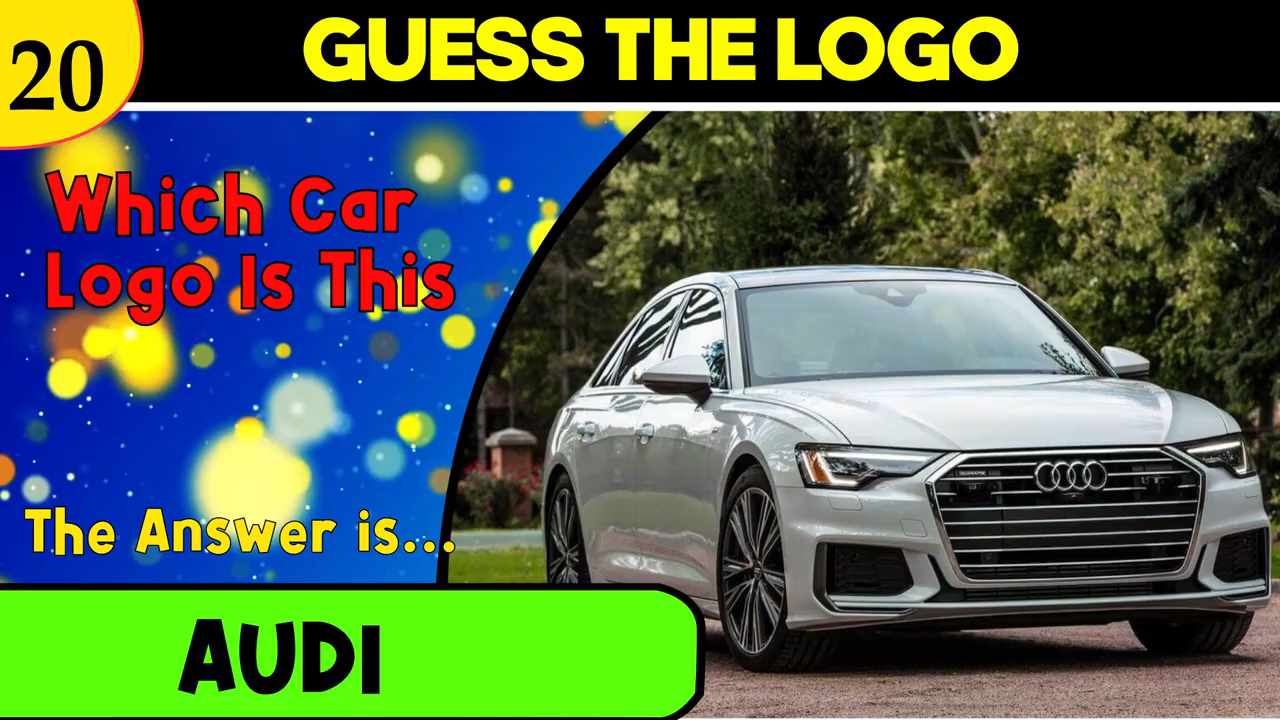 20
GUESS THE LOGO
Which Car
Logo Is This
The Answer is...
AUDI